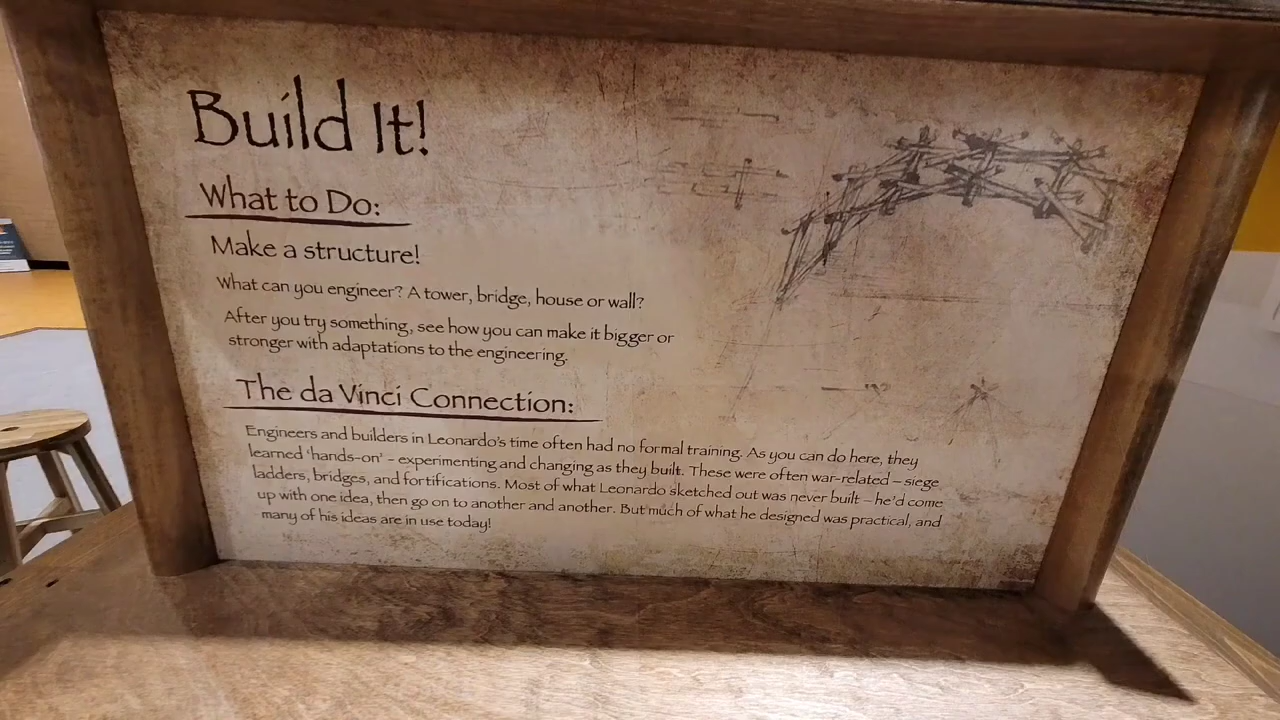 Build It!
What to Do:
Make a structure!
What can you engineer? A tower, bridge, house or wall?
After you try something, see how you can make it bigger or
stronger with adaptations to the engineering.
The da Vinci Connection:
Engineers and builders in Leonardo's time often had no formal training. As you can do here, they
learned 'hands-on' - experimenting and changing as they built. These were often war-related – siege
ladders, bridges, and fortifications. Most of what Leonardo sketched out was never built – he'd come
up with one idea, then go on to another and another. But much of what he designed was practical, and
many of his ideas are in use today!